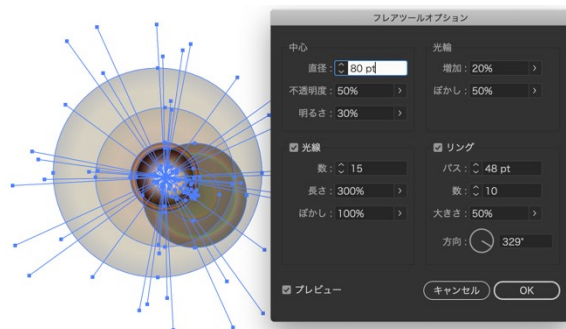 フレアツールオプション
中心
直径 : 80 pt
不透明度 : 50%
明るさ : 30%
光輪
増加 : 20%
ぼかし : 50%
光線
数 : 15
長さ : 300%
ぼかし : 100%
リング
パス : 48 pt
数 : 10
大きさ : 50%
方向 : 329°
プレビュー
キャンセル
OK